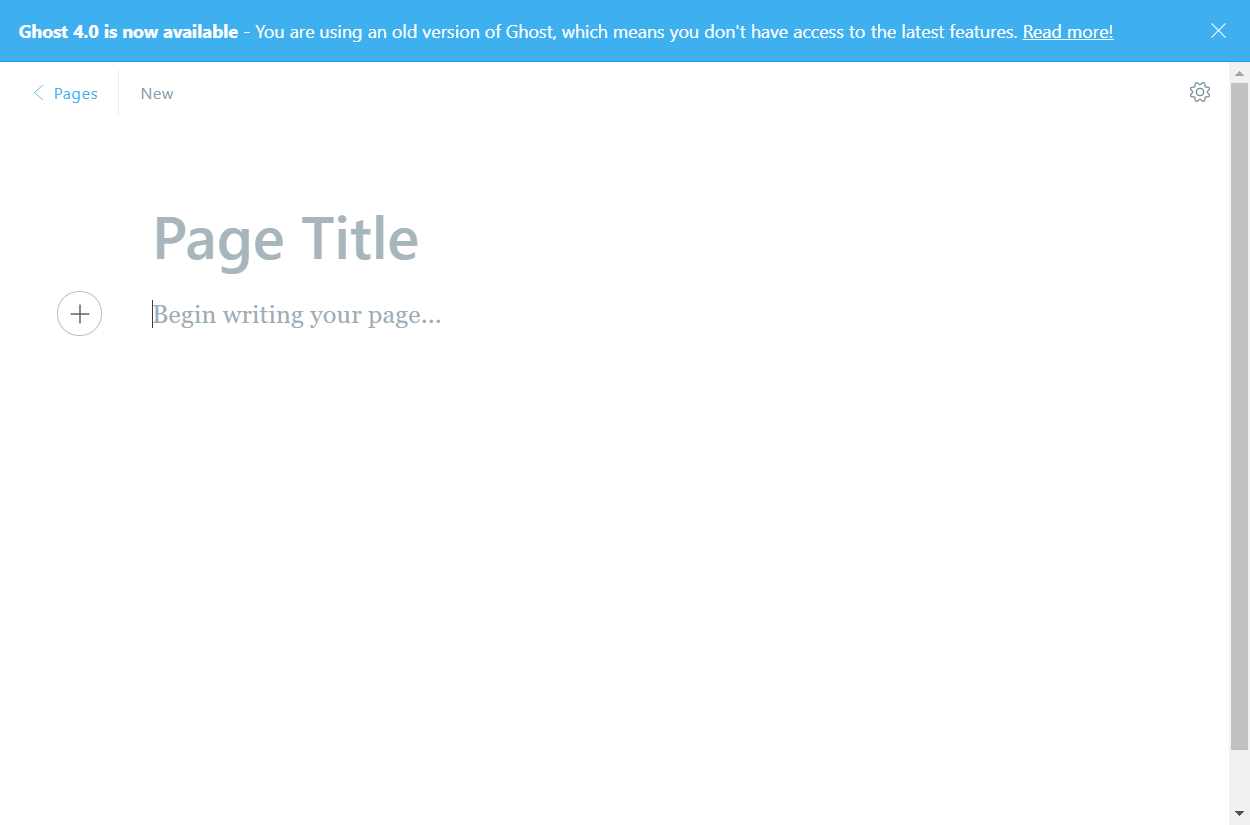 Ghost 4.0 is now available - You are using an old version of Ghost, which means you don't have access to the latest features. Read more!
Pages
New
Page Title
Begin writing your page...